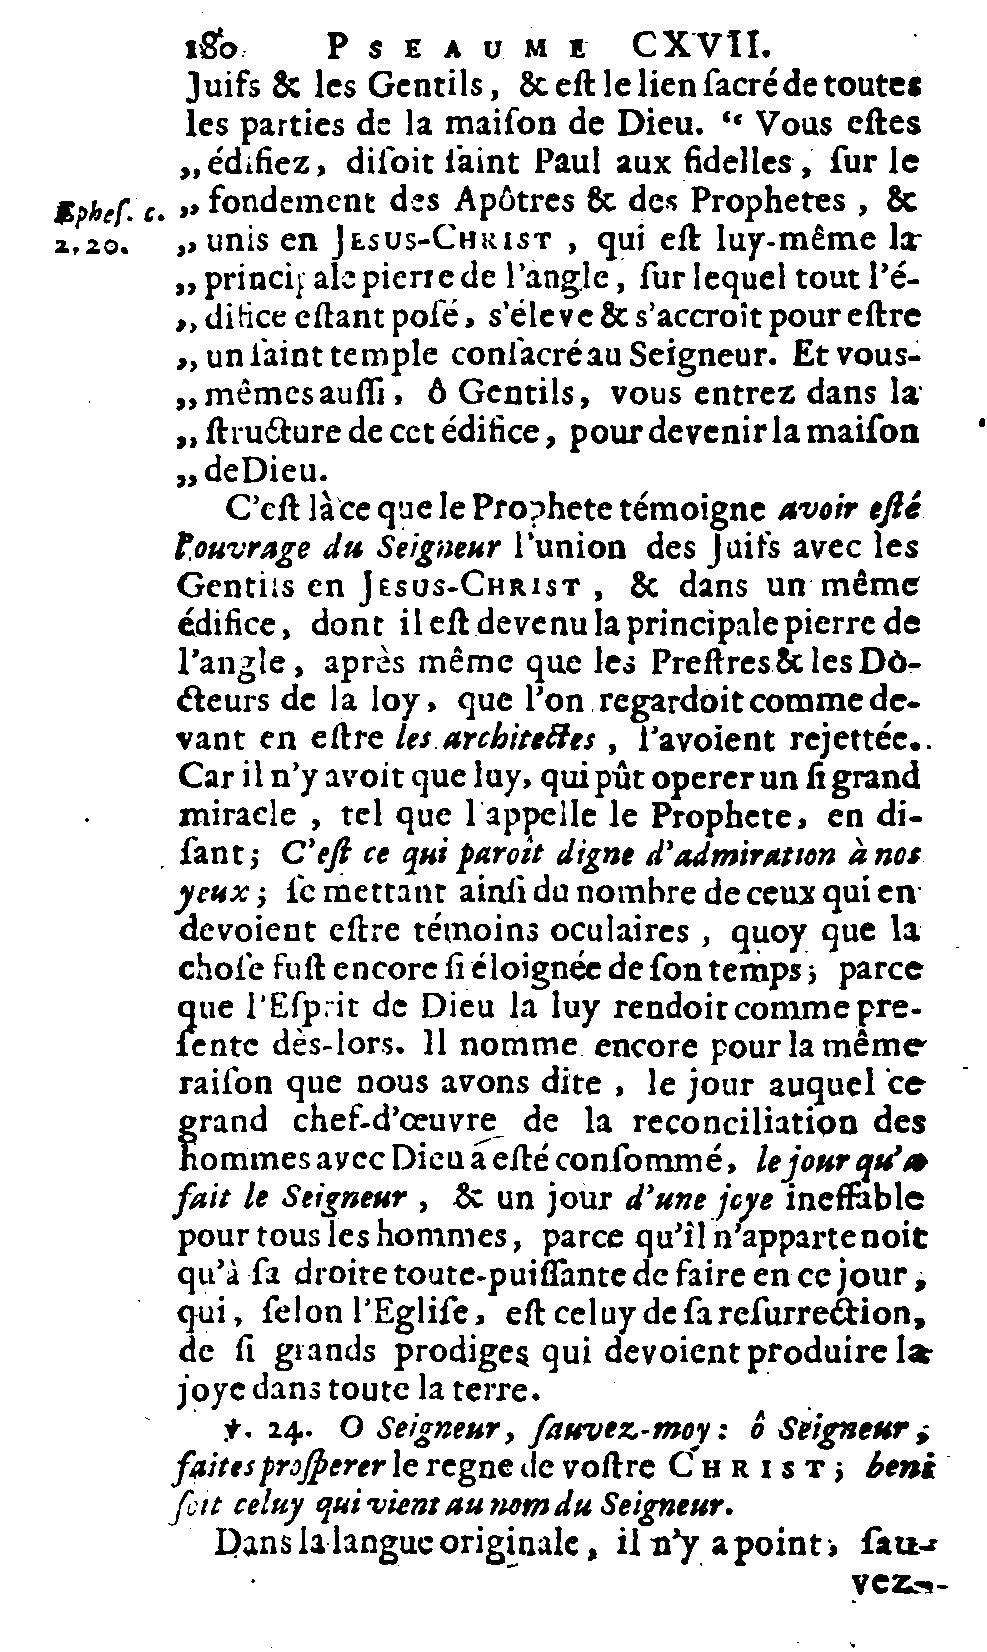 180. PSEAUME CXVII.
Juifs & les Gentils, & eſt le lien ſacré de toutes
les parties de la maiſon de Dieu. “ Vous eſtes
„ édifiez, diſoit ſaint Paul aux fidelles, ſur le
Epheſ. c. „ fondement des Apôtres & des Prophetes, &
2, 20. „ unis en JESUS-CHRIST, qui eſt luy-même la
„ principale pierre de l'angle, ſur lequel tout l'é-
„ difice eſtant poſé, s'éleve & s'accroit pour eſtre
„ un ſaint temple conſacré au Seigneur. Et vous-
„ mêmes auſſi, ô Gentils, vous entrez dans la
„ ſtructure de cet édifice, pour devenir la maiſon
„ de Dieu.
C'eſt là ce que le Prophete témoigne avoir eſté
l'ouvrage du Seigneur l'union des Juifs avec les
Gentils en JESUS-CHRIST, & dans un même
édifice, dont il eſt devenu la principale pierre de
l'angle, après même que les Preſtres & les Do-
cteurs de la loy, que l'on regardoit comme de-
vant en eſtre les architectes, l'avoient rejettée.
Car il n'y avoit que luy, qui pût operer un ſi grand
miracle, tel que l'appelle le Prophete, en di-
ſant; C'eſt ce qui paroît digne d'admiration à nos
yeux; ſe mettant ainſi du nombre de ceux qui en
devoient eſtre témoins oculaires, quoy que la
choſe fuſt encore ſi éloignée de ſon temps; parce
que l'Eſprit de Dieu la luy rendoit comme pre-
ſente dès-lors. Il nomme encore pour la même
raiſon que nous avons dite, le jour auquel ce
grand chef-d'œuvre de la reconciliation des
hommes avec Dieu a eſté conſommé, le jour qu'a
fait le Seigneur, & un jour d'une joye ineffable
pour tous les hommes, parce qu'il n'appartenoit
qu'à ſa droite toute-puiſſante de faire en ce jour,
qui, ſelon l'Egliſe, eſt celuy de ſa reſurrection,
de ſi grands prodiges qui devoient produire la
joye dans toute la terre.
℣. 24. O Seigneur, ſauvez-moy: ô Seigneur;
faites proſperer le regne de voſtre CHRIST; beni
ſoit celuy qui vient au nom du Seigneur.
Dans la langue originale, il n'y a point, ſau-
vez-